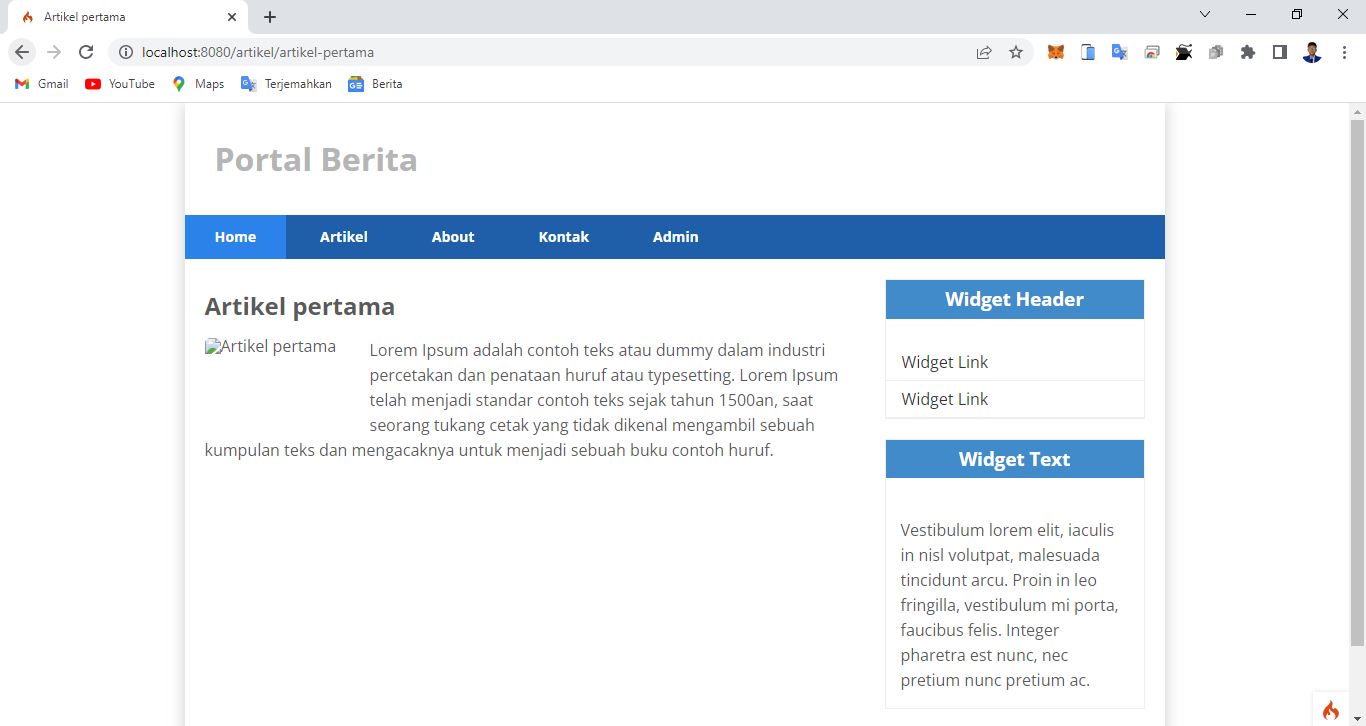 Artikel pertama
localhost:8080/artikel/artikel-pertama
Gmail YouTube Maps Terjemahkan Berita
Portal Berita
Home Artikel About Kontak Admin
Artikel pertama
Artikel pertama
Lorem Ipsum adalah contoh teks atau dummy dalam industri
percetakan dan penataan huruf atau typesetting. Lorem Ipsum
telah menjadi standar contoh teks sejak tahun 1500an, saat
seorang tukang cetak yang tidak dikenal mengambil sebuah
kumpulan teks dan mengacaknya untuk menjadi sebuah buku contoh huruf.
Widget Header
Widget Link
Widget Link
Widget Text
Vestibulum lorem elit, iaculis
in nisl volutpat, malesuada
tincidunt arcu. Proin in leo
fringilla, vestibulum mi porta,
faucibus felis. Integer
pharetra est nunc, nec
pretium nunc pretium ac.